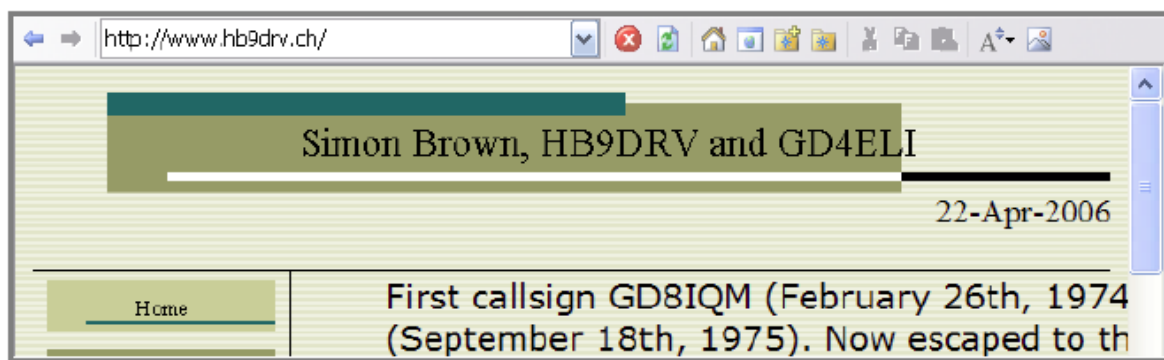 http://www.hb9drv.ch/
A
Simon Brown, HB9DRV and GD4ELI
22-Apr-2006
Home
First callsign GD8IQM (February 26th, 1974
(September 18th, 1975). Now escaped to th